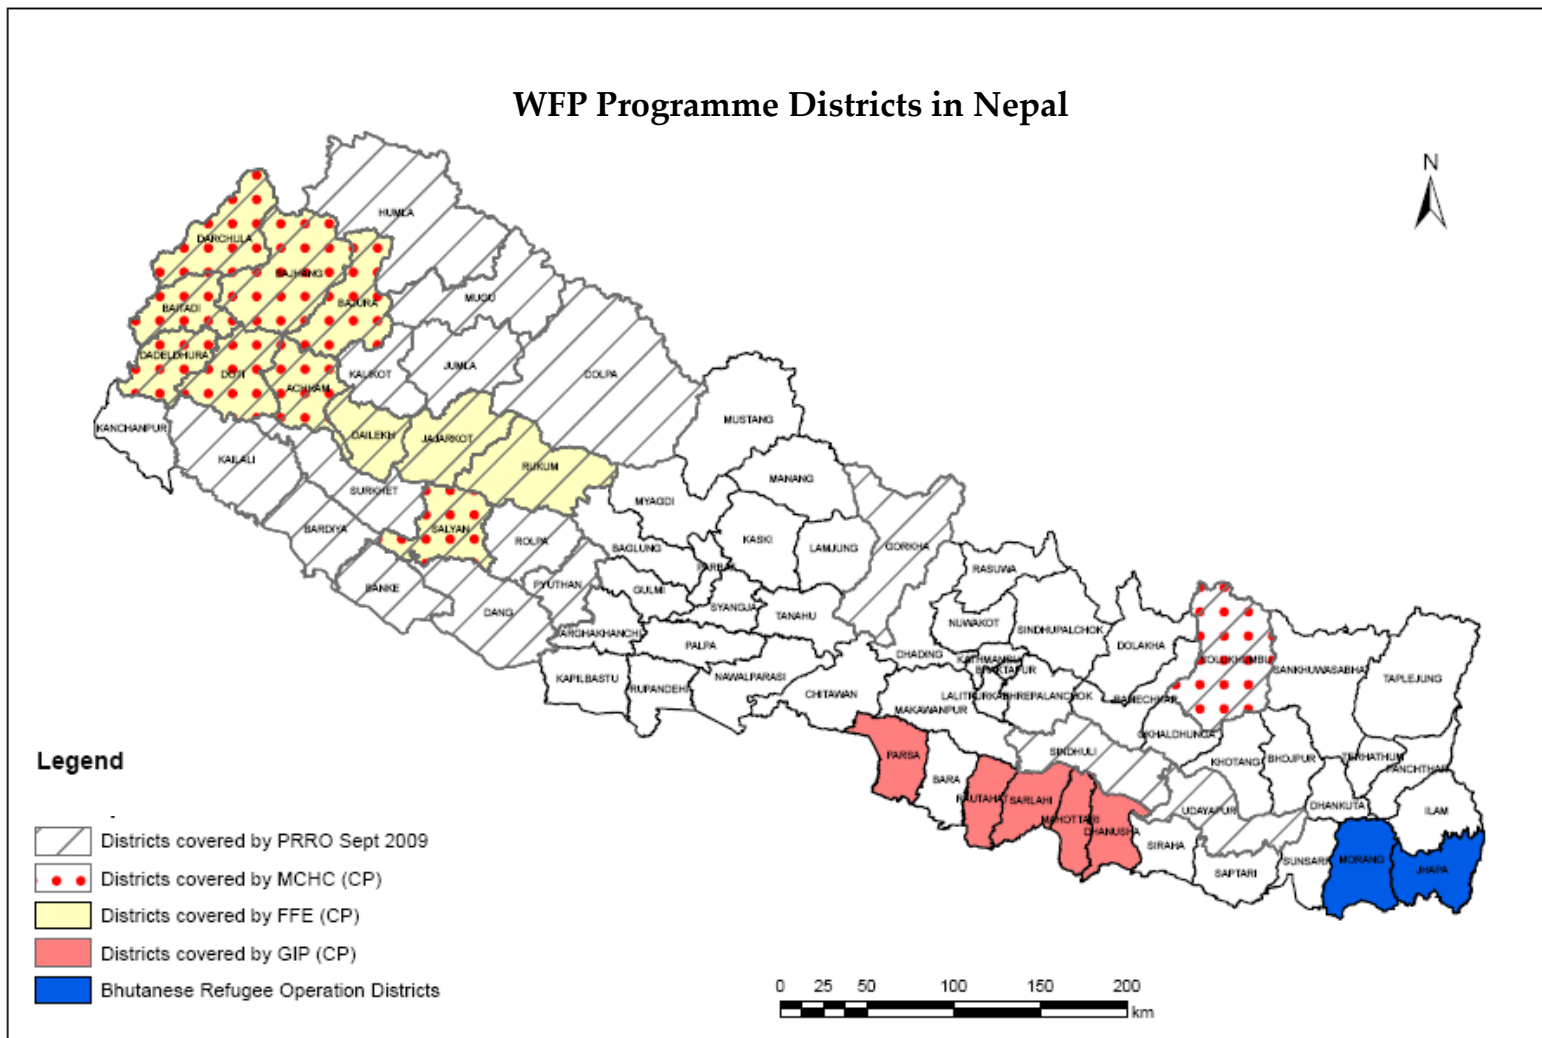 WFP Programme Districts in Nepal
N
HUMLA
DARCHULA
BAJHANG
BAJURA
MUGU
BAITADI
DADELDHURA
DOTI
ACHHAM
KALIKOT
JUMLA
DOLPA
KANCHANPUR
DAILEKH
JAJARKOT
MUSTANG
KAILALI
RUKUM
MANANG
SURKHET
MYAGDI
BARDIYA
SALYAN
ROLPA
BAGLUNG
KASKI
LAMJUNG
GORKHA
RASUWA
BANKE
PYUTHAN
GULMI
SYANGJA
TANAHU
DANG
NUWAKOT
SINDHUPALCHOK
DOLAKHA
PALPA
DHADING
KAPILBASTU
RUPANDEHI
NAWALPARASI
CHITAWAN
MAKAWANPUR
TAPLEJUNG
SINDHULI
KHOTANG
BHOJPUR
TERHATHUM
PARSA
BARA
RAUTAHAT
SARLAHI
MAHOTTARI
DHANUSHA
SIRAHA
UDAYAPUR
DHANKUTA
ILAM
SAPTARI
SUNSARI
MORANG
JHAPA
Legend
Districts covered by PRRO Sept 2009
Districts covered by MCHC (CP)
Districts covered by FFE (CP)
Districts covered by GIP (CP)
Bhutanese Refugee Operation Districts
0 25 50 100 150 200
km